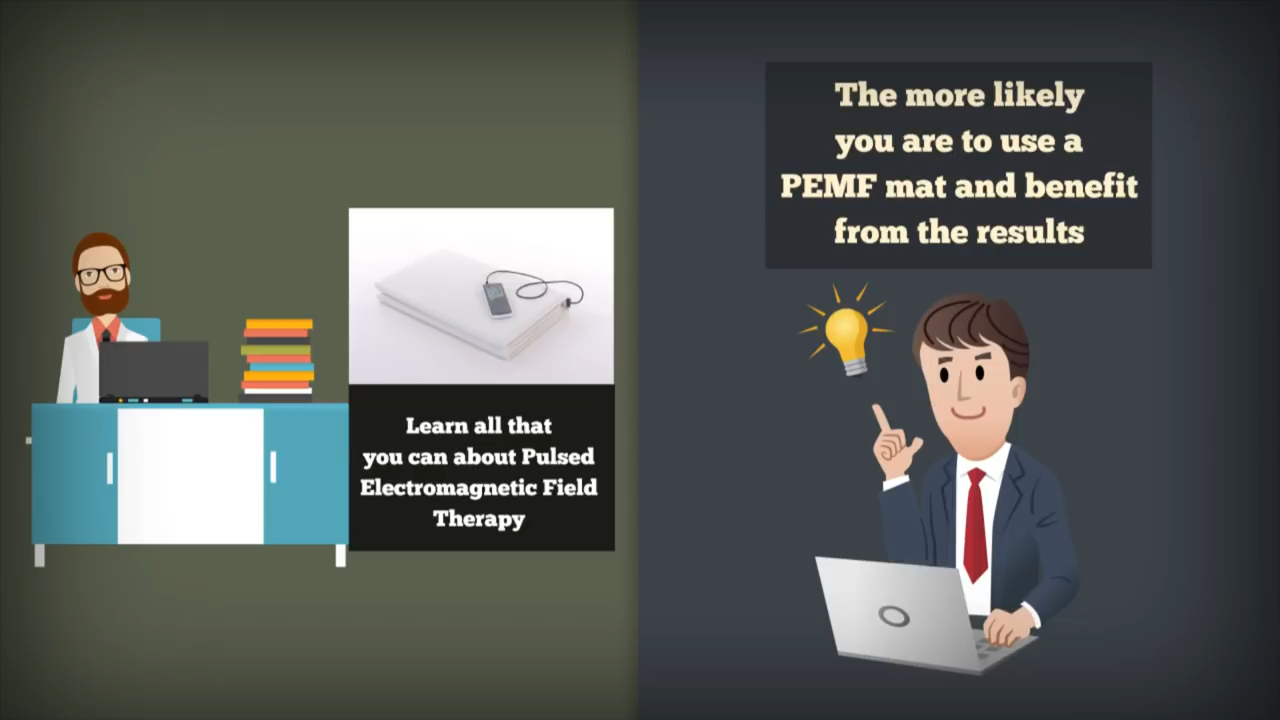 Learn all that
you can about Pulsed
Electromagnetic Field
Therapy
The more likely
you are to use a
PEMF mat and benefit
from the results